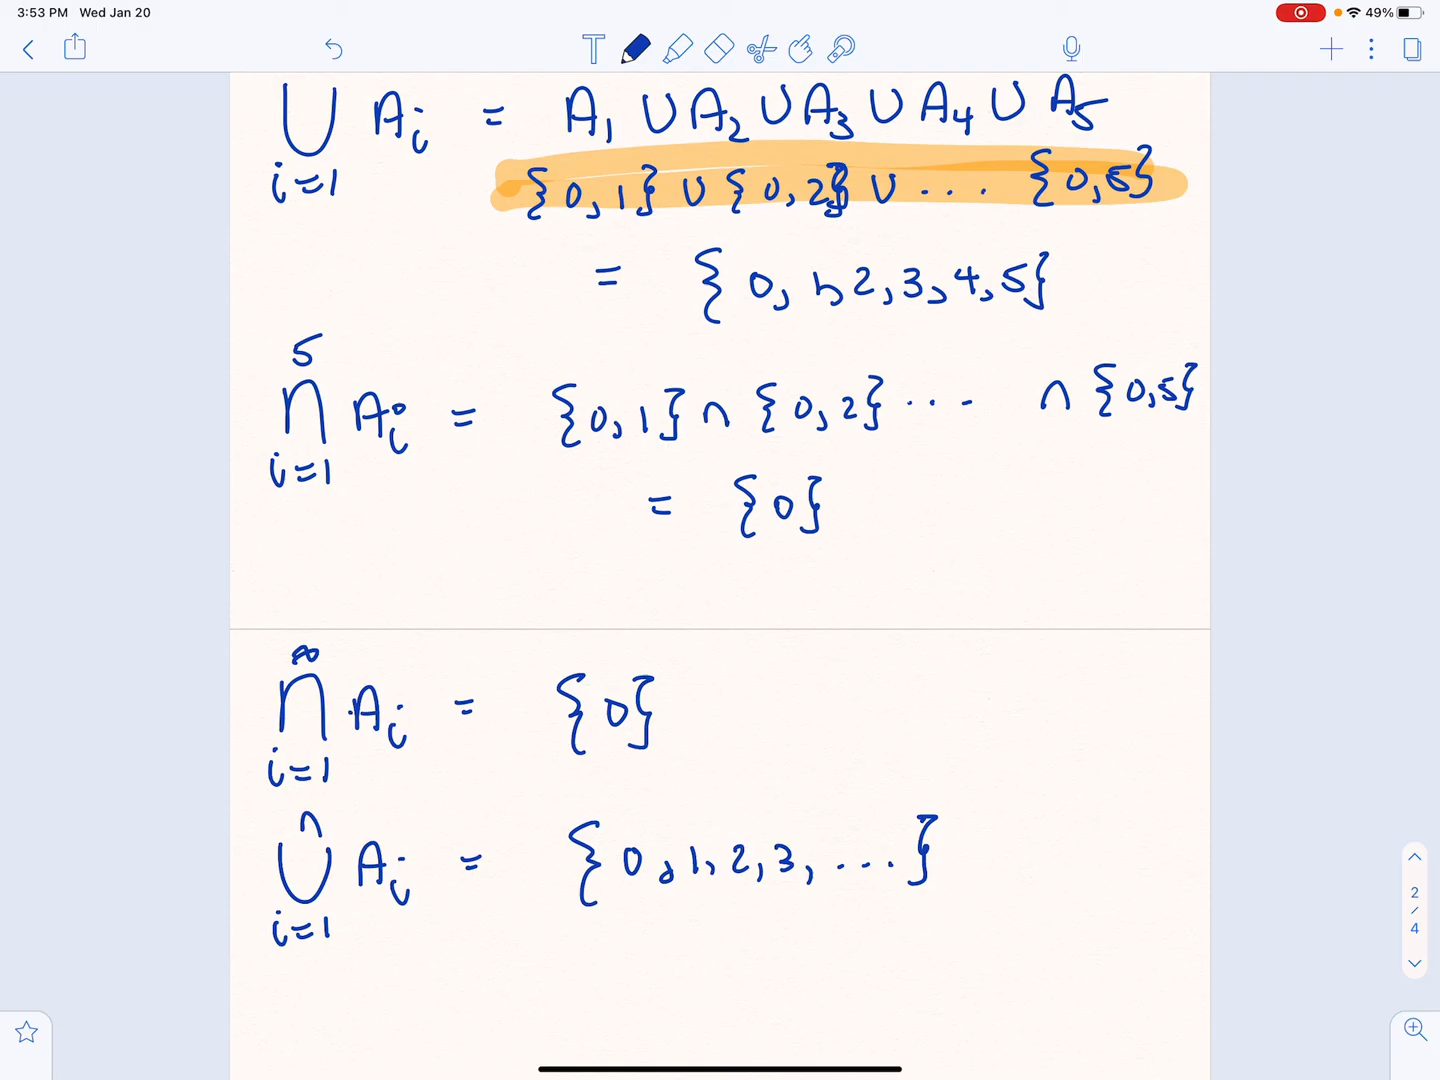 3:53 PM Wed Jan 20
49%
T
⋃ Aᵢ = A₁ ∪ A₂ ∪ A₃ ∪ A₄ ∪ A₅
i=1
{0, 1} ∪ {0, 2} ∪ ... {0, 5}
= {0, 1, 2, 3, 4, 5}
5
⋂ Aᵢ = {0, 1} ∩ {0, 2} ... ∩ {0, 5}
i=1
= {0}
∞
⋂ Aᵢ = {0}
i=1
n
⋃ Aᵢ = {0, 1, 2, 3, ...}
i=1
2
/
4